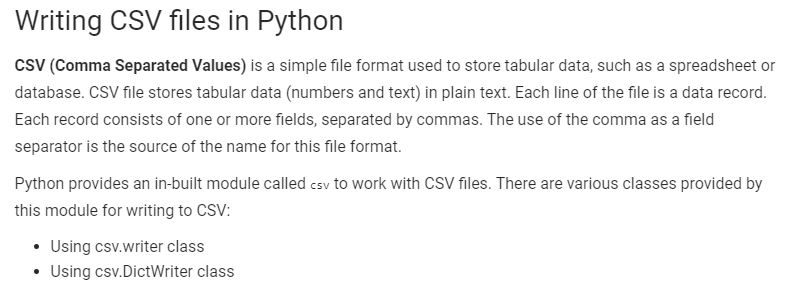 Writing CSV files in Python
CSV (Comma Separated Values) is a simple file format used to store tabular data, such as a spreadsheet or
database. CSV file stores tabular data (numbers and text) in plain text. Each line of the file is a data record.
Each record consists of one or more fields, separated by commas. The use of the comma as a field
separator is the source of the name for this file format.
Python provides an in-built module called csv to work with CSV files. There are various classes provided by
this module for writing to CSV:
• Using csv.writer class
• Using csv.DictWriter class